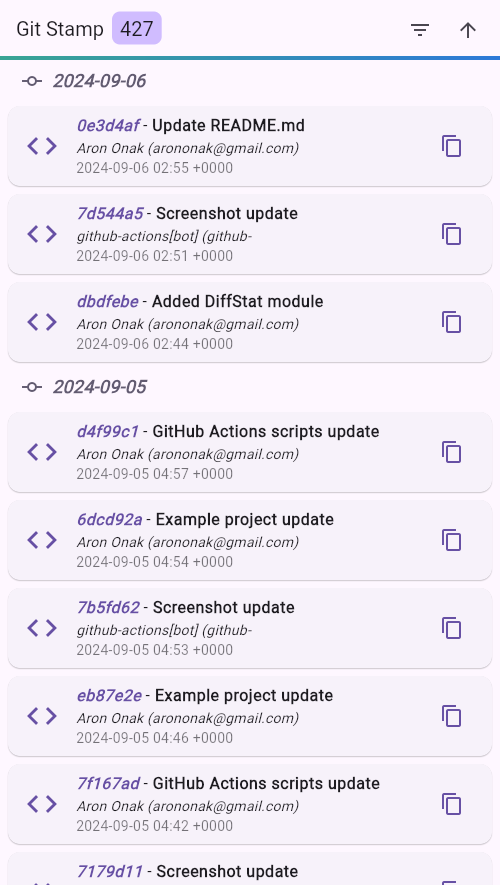 Git Stamp 427
2024-09-06
0e3d4af - Update README.md
Aron Onak (arononak@gmail.com)
2024-09-06 02:55 +0000
7d544a5 - Screenshot update
github-actions[bot] (github-
2024-09-06 02:51 +0000
dbdfebe - Added DiffStat module
Aron Onak (arononak@gmail.com)
2024-09-06 02:44 +0000
2024-09-05
d4f99c1 - GitHub Actions scripts update
Aron Onak (arononak@gmail.com)
2024-09-05 04:57 +0000
6dcd92a - Example project update
Aron Onak (arononak@gmail.com)
2024-09-05 04:54 +0000
7b5fd62 - Screenshot update
github-actions[bot] (github-
2024-09-05 04:53 +0000
eb87e2e - Example project update
Aron Onak (arononak@gmail.com)
2024-09-05 04:46 +0000
7f167ad - GitHub Actions scripts update
Aron Onak (arononak@gmail.com)
2024-09-05 04:42 +0000
7179d11 - Screenshot update